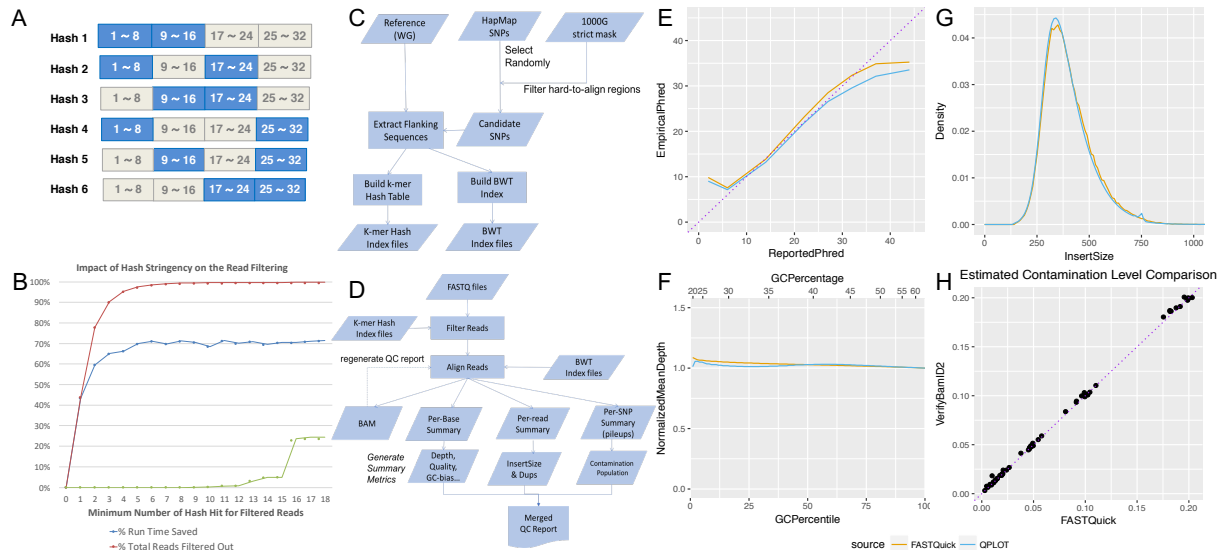 A
Hash 1 1 ~ 8 9 ~ 16 17 ~ 24 25 ~ 32
Hash 2 1 ~ 8 9 ~ 16 17 ~ 24 25 ~ 32
Hash 3 1 ~ 8 9 ~ 16 17 ~ 24 25 ~ 32
Hash 4 1 ~ 8 9 ~ 16 17 ~ 24 25 ~ 32
Hash 5 1 ~ 8 9 ~ 16 17 ~ 24 25 ~ 32
Hash 6 1 ~ 8 9 ~ 16 17 ~ 24 25 ~ 32
B
Impact of Hash Stringency on the Read Filtering
100%
90%
80%
70%
60%
50%
40%
30%
20%
10%
0%
0 1 2 3 4 5 6 7 8 9 10 11 12 13 14 15 16 17 18
Minimum Number of Hash Hit for Filtered Reads
% Run Time Saved
% Total Reads Filtered Out
C
Reference
(WG)
HapMap
SNPs
1000G
strict mask
Select
Randomly
Filter hard-to-align regions
Extract Flanking
Sequences
Candidate
SNPs
Build k-mer
Hash Table
Build BWT
Index
K-mer Hash
Index files
BWT
Index files
D
FASTQ files
K-mer Hash
Index files
Filter Reads
regenerate QC report
Align Reads
BWT
Index files
BAM
Per-Base
Summary
Per-read
Summary
Per-SNP
Summary
(pileups)
Generate
Summary
Metrics
Depth,
Quality,
GC-bias...
InsertSize
& Dups
Contamination
Population
Merged
QC Report
E
EmpiricalPhred
40
30
20
10
0
0 10 20 30 40 50
ReportedPhred
F
GCPercentage
2025 30 40 50 60
NormalizedMeanDepth
1.5
1.0
0.5
0.0
0 25 50 75 100
GCPercentile
G
Density
0.04
0.03
0.02
0.01
0.00
0 250 500 750 1000
InsertSize
H
Estimated Contamination Level Comparison
VerifyBamID2
0.20
0.15
0.10
0.05
0.00
0.00 0.05 0.10 0.15 0.20
FASTQuick
source FASTQuick QPLOT